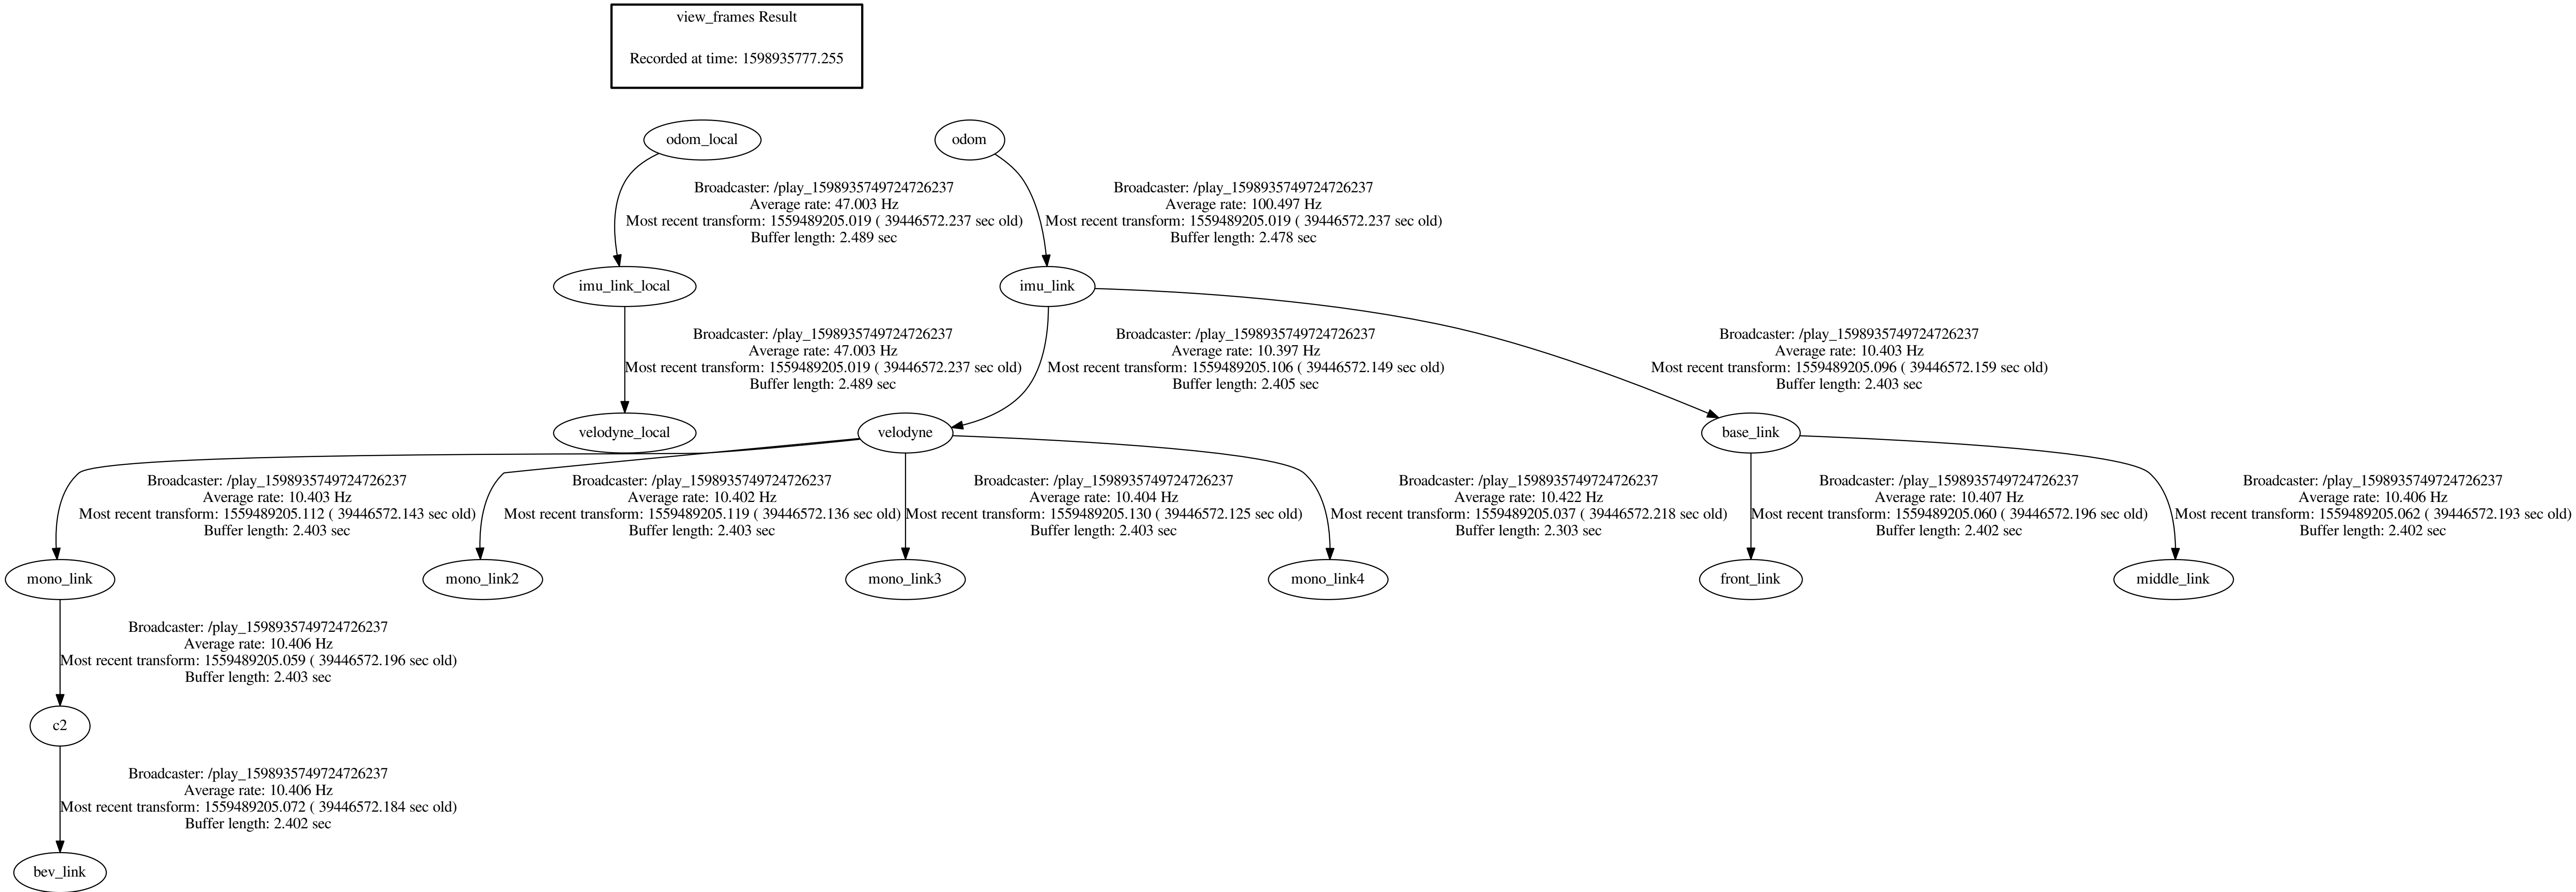 view_frames Result
Recorded at time: 1598935777.255
odom_local
odom
Broadcaster: /play_1598935749724726237
Average rate: 47.003 Hz
Most recent transform: 1559489205.019 ( 39446572.237 sec old)
Buffer length: 2.489 sec
Broadcaster: /play_1598935749724726237
Average rate: 100.497 Hz
Most recent transform: 1559489205.019 ( 39446572.237 sec old)
Buffer length: 2.478 sec
imu_link_local
imu_link
Broadcaster: /play_1598935749724726237
Average rate: 47.003 Hz
Most recent transform: 1559489205.019 ( 39446572.237 sec old)
Buffer length: 2.489 sec
Broadcaster: /play_1598935749724726237
Average rate: 10.397 Hz
Most recent transform: 1559489205.106 ( 39446572.149 sec old)
Buffer length: 2.405 sec
Broadcaster: /play_1598935749724726237
Average rate: 10.403 Hz
Most recent transform: 1559489205.096 ( 39446572.159 sec old)
Buffer length: 2.403 sec
velodyne_local
velodyne
base_link
Broadcaster: /play_1598935749724726237
Average rate: 10.403 Hz
Most recent transform: 1559489205.112 ( 39446572.143 sec old)
Buffer length: 2.403 sec
Broadcaster: /play_1598935749724726237
Average rate: 10.402 Hz
Most recent transform: 1559489205.119 ( 39446572.136 sec old)
Buffer length: 2.403 sec
Broadcaster: /play_1598935749724726237
Average rate: 10.404 Hz
Most recent transform: 1559489205.130 ( 39446572.125 sec old)
Buffer length: 2.403 sec
Broadcaster: /play_1598935749724726237
Average rate: 10.422 Hz
Most recent transform: 1559489205.037 ( 39446572.218 sec old)
Buffer length: 2.303 sec
Broadcaster: /play_1598935749724726237
Average rate: 10.407 Hz
Most recent transform: 1559489205.060 ( 39446572.196 sec old)
Buffer length: 2.402 sec
Broadcaster: /play_1598935749724726237
Average rate: 10.406 Hz
Most recent transform: 1559489205.062 ( 39446572.193 sec old)
Buffer length: 2.402 sec
mono_link
mono_link2
mono_link3
mono_link4
front_link
middle_link
Broadcaster: /play_1598935749724726237
Average rate: 10.406 Hz
Most recent transform: 1559489205.059 ( 39446572.196 sec old)
Buffer length: 2.403 sec
c2
Broadcaster: /play_1598935749724726237
Average rate: 10.406 Hz
Most recent transform: 1559489205.072 ( 39446572.184 sec old)
Buffer length: 2.402 sec
bev_link